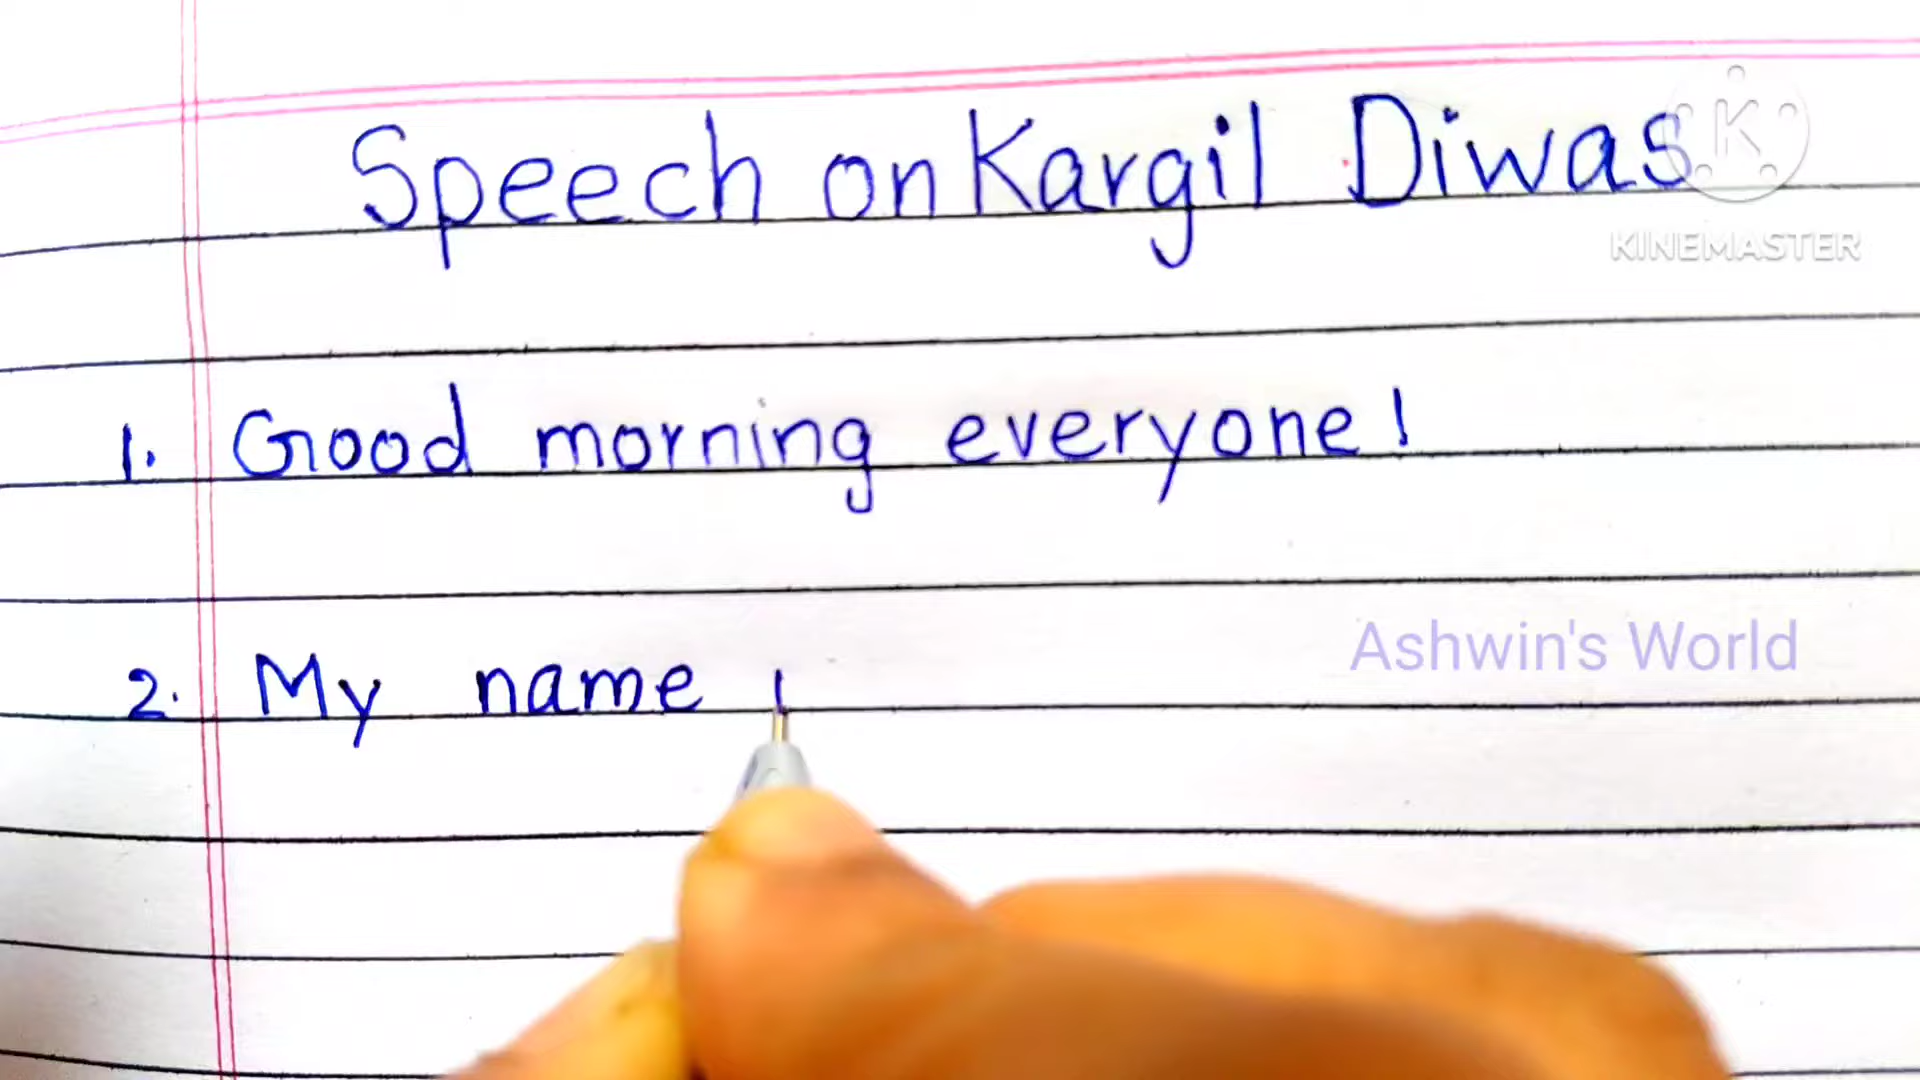 Speech on Kargil Diwas
K
KINEMASTER
1. Good morning everyone!
Ashwin's World
2. My name